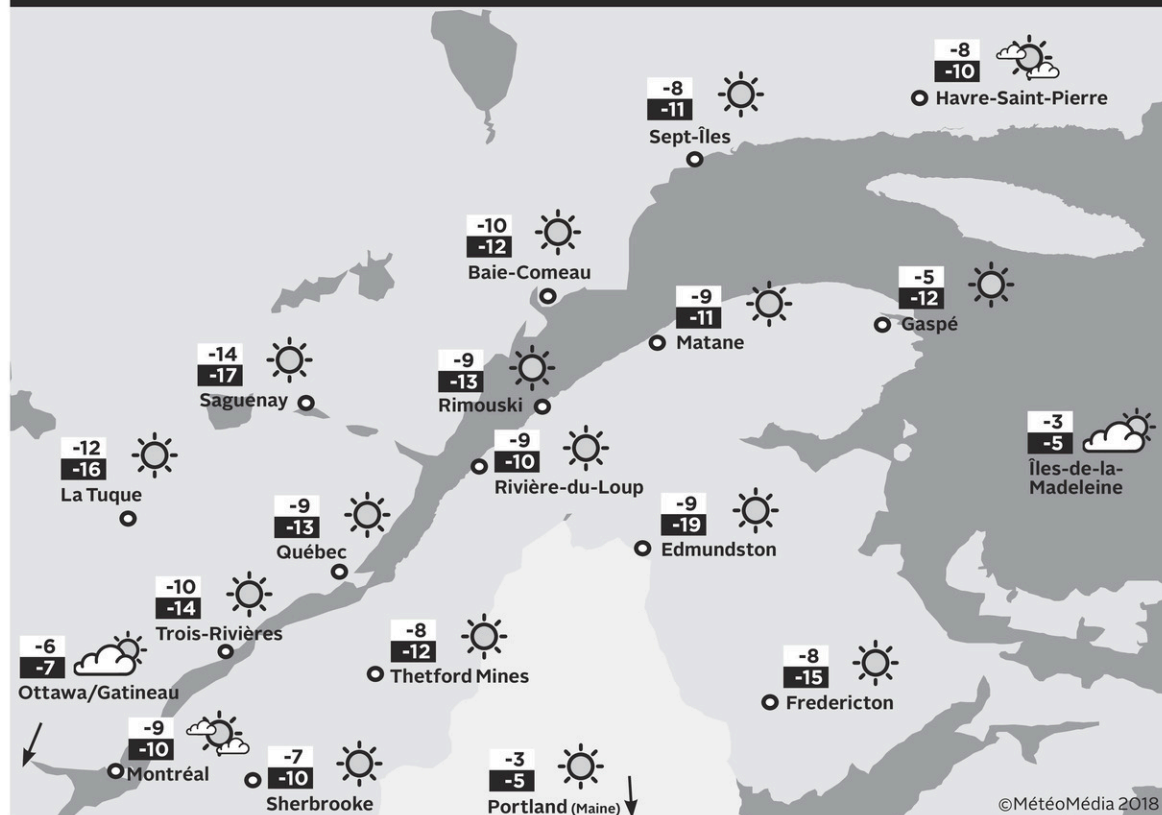 -8
-10
Havre-Saint-Pierre
-8
-11
Sept-Îles
-10
-12
Baie-Comeau
-5
-12
Gaspé
-9
-11
Matane
-14
-17
Saguenay
-9
-13
Rimouski
-3
-5
Îles-de-la-
Madeleine
-12
-16
La Tuque
-9
-10
Rivière-du-Loup
-9
-13
Québec
-9
-19
Edmundston
-10
-14
Trois-Rivières
-6
-7
Ottawa/Gatineau
-8
-12
Thetford Mines
-8
-15
Fredericton
-9
-10
Montréal
-7
-10
Sherbrooke
-3
-5
Portland (Maine)
©MétéoMédia 2018